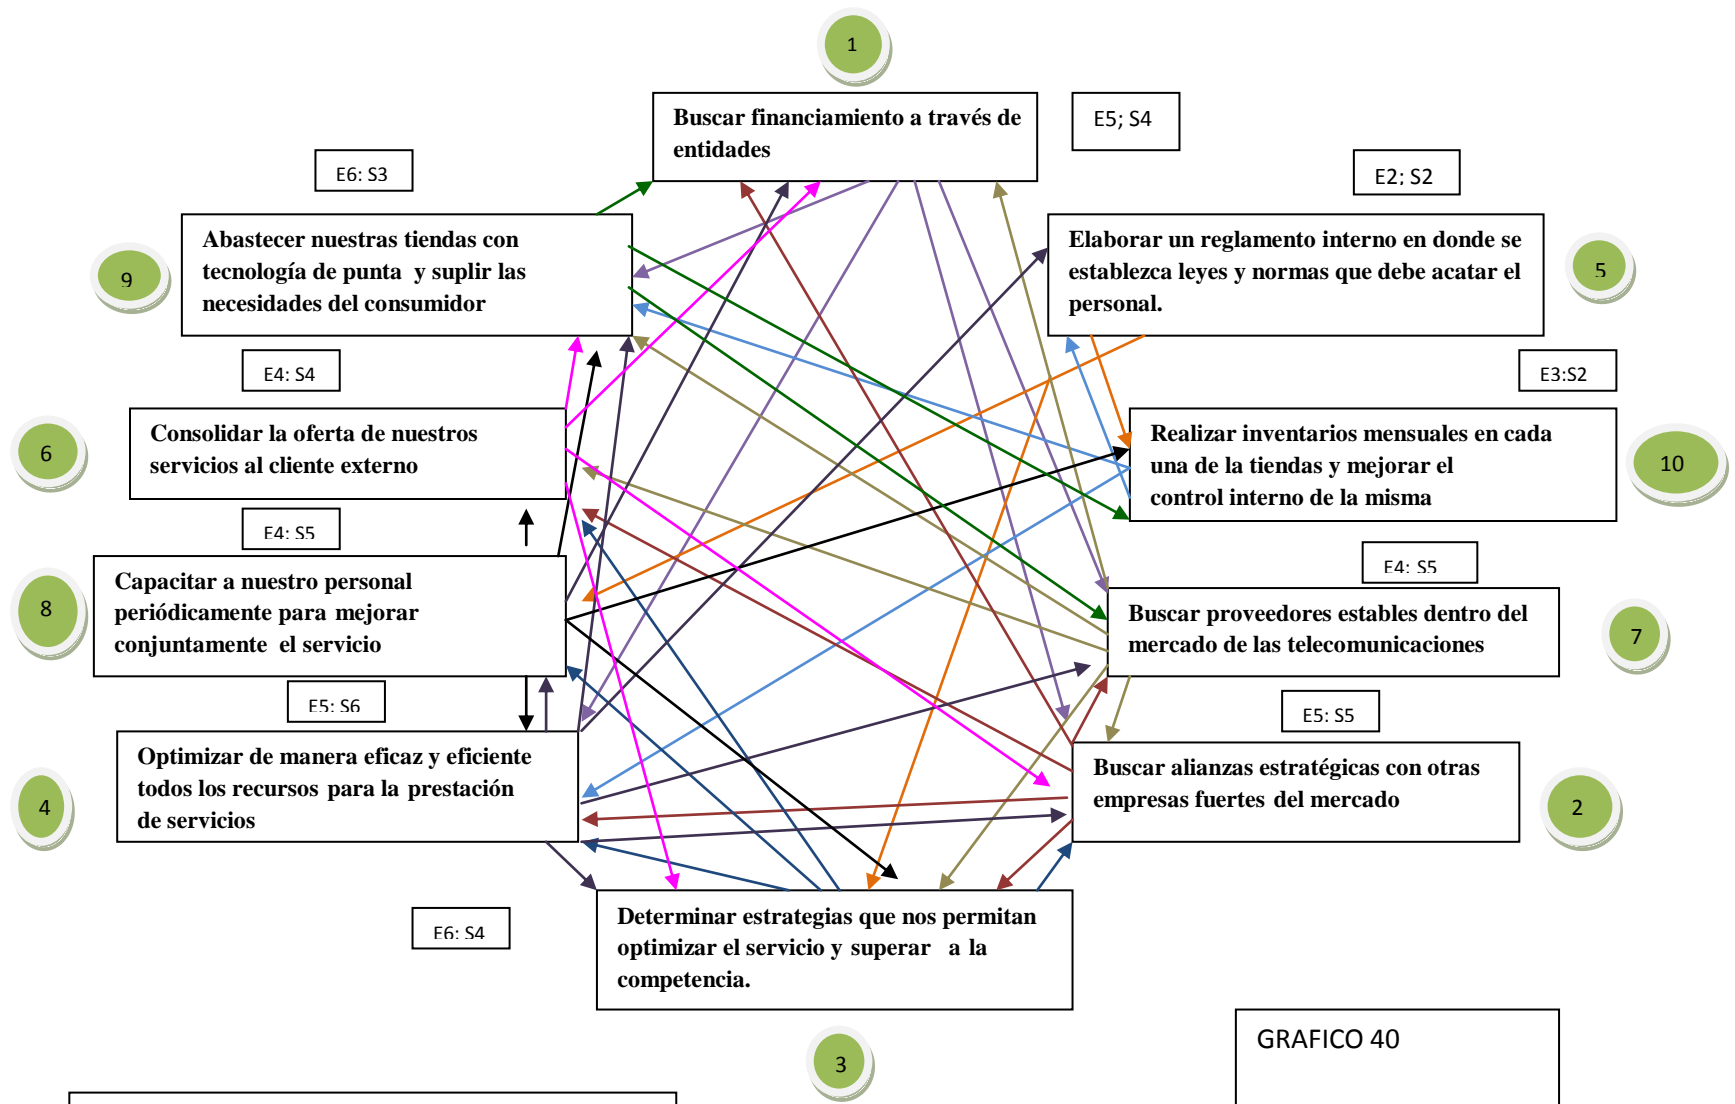 1
Buscar financiamiento a través de
entidades
E5; S4
E6: S3
E2; S2
Abastecer nuestras tiendas con
tecnología de punta y suplir las
necesidades del consumidor
9
Elaborar un reglamento interno en donde se
establezca leyes y normas que debe acatar el
personal.
5
E4: S4
E3:S2
Consolidar la oferta de nuestros
servicios al cliente externo
6
Realizar inventarios mensuales en cada
una de la tiendas y mejorar el
control interno de la misma
10
E4: S5
E4: S5
Capacitar a nuestro personal
periódicamente para mejorar
conjuntamente el servicio
8
Buscar proveedores estables dentro del
mercado de las telecomunicaciones
7
E5: S6
E5: S5
Optimizar de manera eficaz y eficiente
todos los recursos para la prestación
de servicios
4
Buscar alianzas estratégicas con otras
empresas fuertes del mercado
2
E6: S4
Determinar estrategias que nos permitan
optimizar el servicio y superar a la
competencia.
3
GRAFICO 40